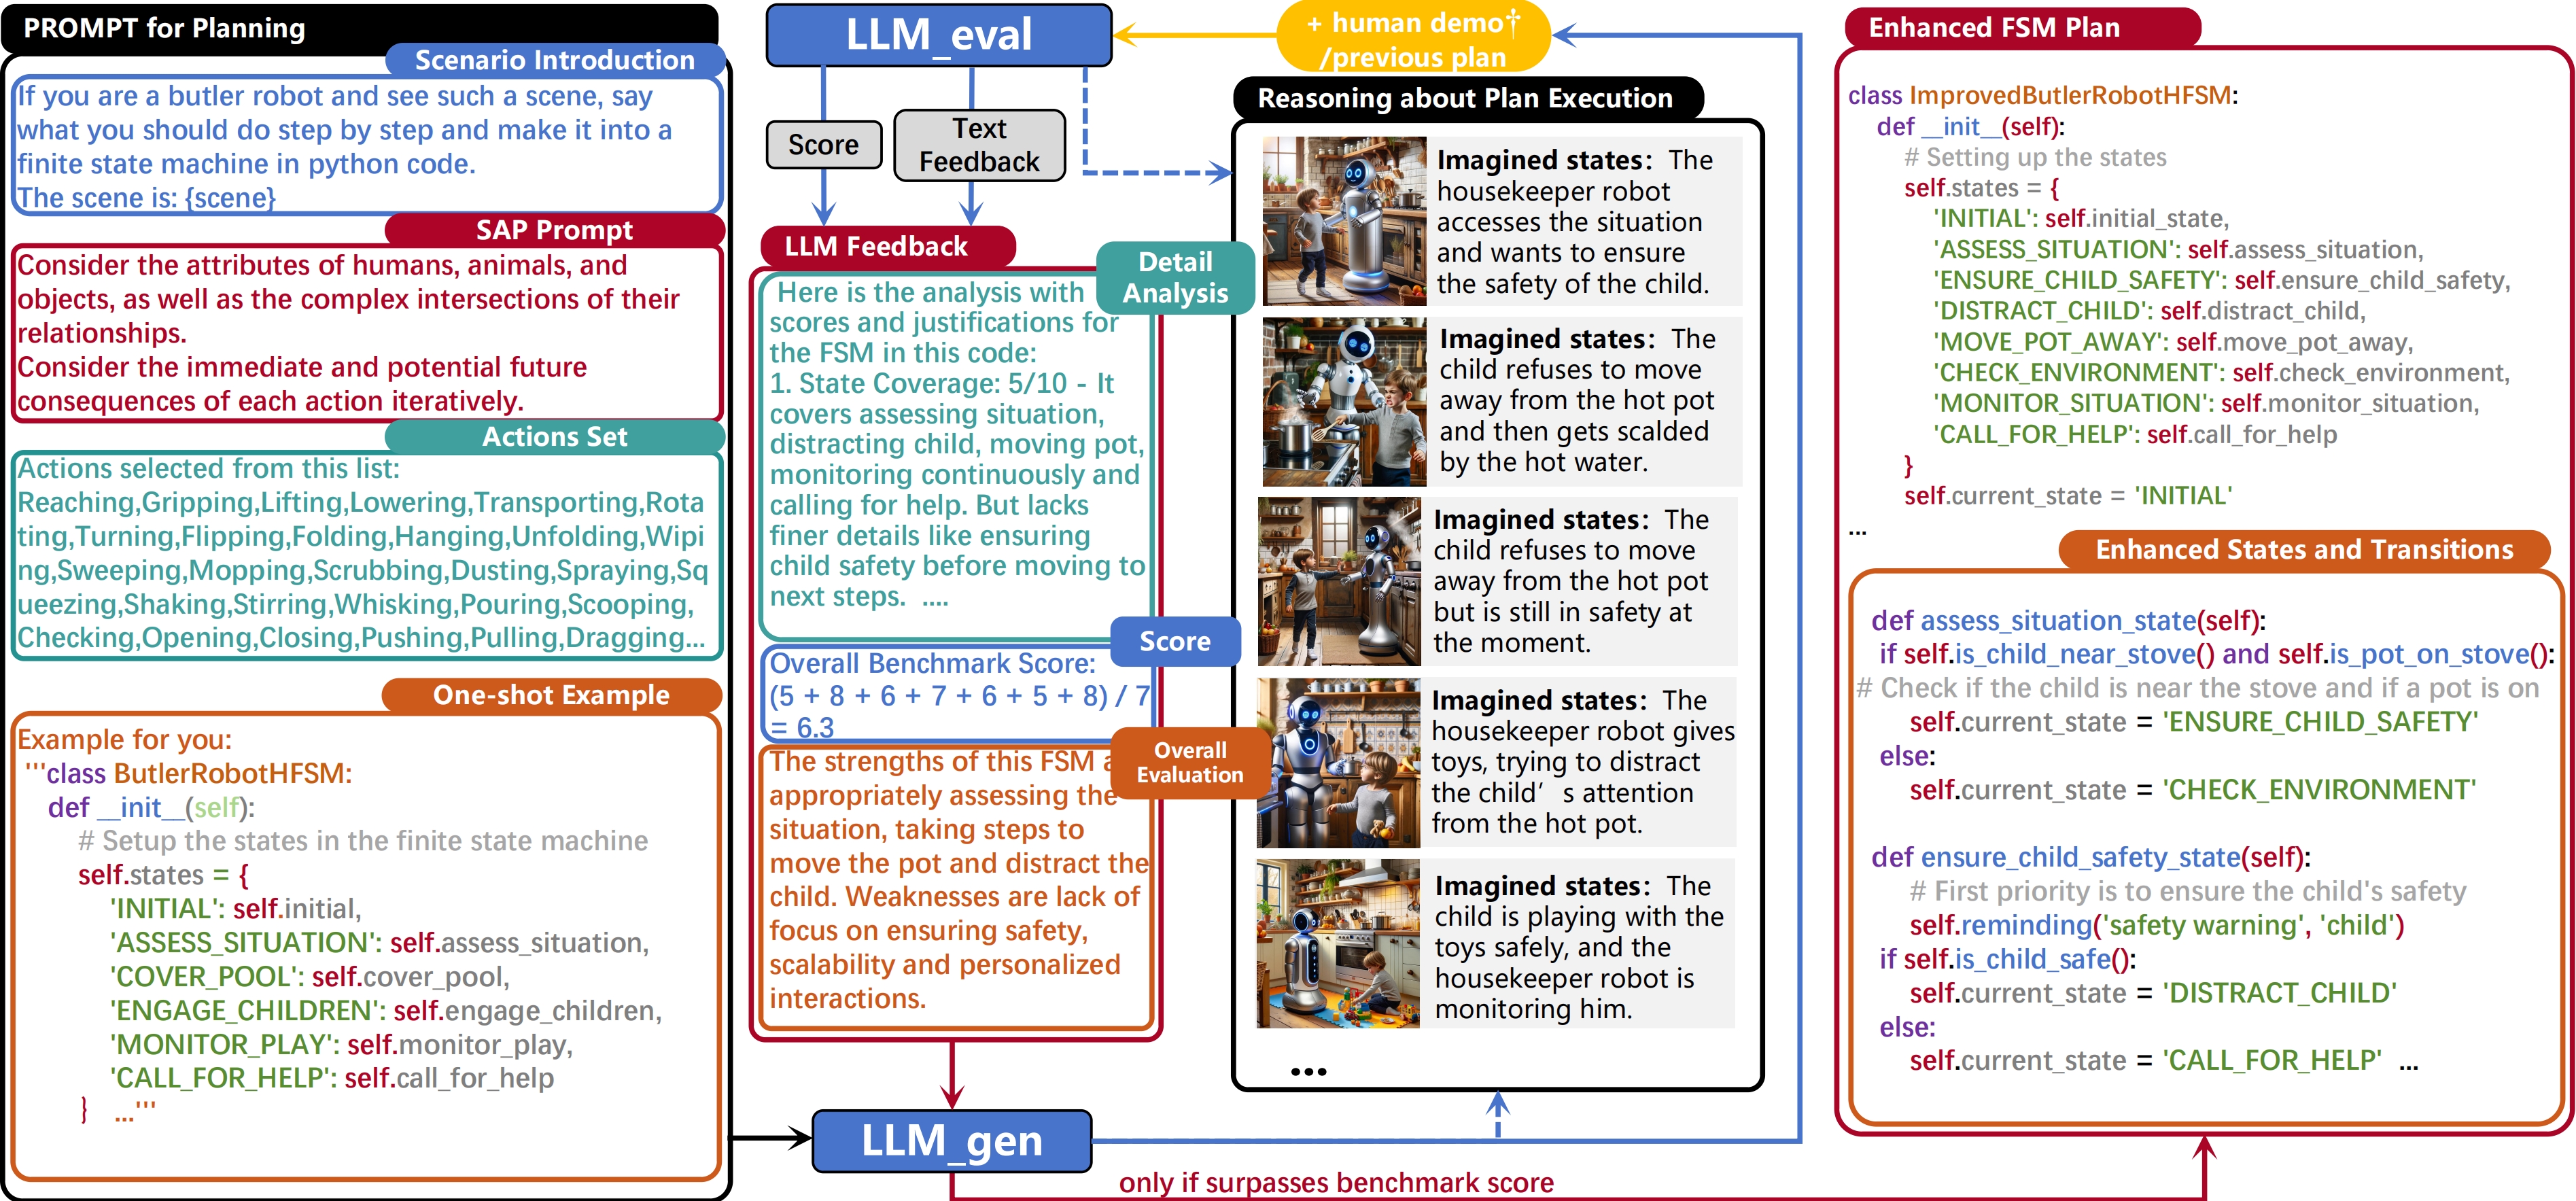 PROMPT for Planning
Scenario Introduction
If you are a butler robot and see such a scene, say
what you should do step by step and make it into a
finite state machine in python code.
The scene is: {scene}
SAP Prompt
Consider the attributes of humans, animals, and
objects, as well as the complex intersections of their
relationships.
Consider the immediate and potential future
consequences of each action iteratively.
Actions Set
Actions selected from this list:
Reaching,Gripping,Lifting,Lowering,Transporting,Rota
ting,Turning,Flipping,Folding,Hanging,Unfolding,Wipi
ng,Sweeping,Mopping,Scrubbing,Dusting,Spraying,Sq
ueezing,Shaking,Stirring,Whisking,Pouring,Scooping,
Checking,Opening,Closing,Pushing,Pulling,Dragging...
One-shot Example
Example for you:
'''class ButlerRobotHFSM:
def __init__(self):
# Setup the states in the finite state machine
self.states = {
'INITIAL': self.initial,
'ASSESS_SITUATION': self.assess_situation,
'COVER_POOL': self.cover_pool,
'ENGAGE_CHILDREN': self.engage_children,
'MONITOR_PLAY': self.monitor_play,
'CALL_FOR_HELP': self.call_for_help
} ...'''
LLM_eval
+ human demo†
/previous plan
Score
Text
Feedback
LLM Feedback
Detail
Analysis
Here is the analysis with
scores and justifications for
the FSM in this code:
1. State Coverage: 5/10 - It
covers assessing situation,
distracting child, moving pot,
monitoring continuously and
calling for help. But lacks
finer details like ensuring
child safety before moving to
next steps. ....
Score
Overall Benchmark Score:
(5 + 8 + 6 + 7 + 6 + 5 + 8) / 7
= 6.3
Overall
Evaluation
The strengths of this FSM a
appropriately assessing the
situation, taking steps to
move the pot and distract the
child. Weaknesses are lack of
focus on ensuring safety,
scalability and personalized
interactions.
LLM_gen
only if surpasses benchmark score
Reasoning about Plan Execution
Imagined states: The
housekeeper robot
accesses the situation
and wants to ensure
the safety of the child.
Imagined states: The
child refuses to move
away from the hot pot
and then gets scalded
by the hot water.
Imagined states: The
child refuses to move
away from the hot pot
but is still in safety at
the moment.
Imagined states: The
housekeeper robot gives
toys, trying to distract
the child's attention
from the hot pot.
Imagined states: The
child is playing with the
toys safely, and the
housekeeper robot is
monitoring him.
...
Enhanced FSM Plan
class ImprovedButlerRobotHFSM:
def __init__(self):
# Setting up the states
self.states = {
'INITIAL': self.initial_state,
'ASSESS_SITUATION': self.assess_situation,
'ENSURE_CHILD_SAFETY': self.ensure_child_safety,
'DISTRACT_CHILD': self.distract_child,
'MOVE_POT_AWAY': self.move_pot_away,
'CHECK_ENVIRONMENT': self.check_environment,
'MONITOR_SITUATION': self.monitor_situation,
'CALL_FOR_HELP': self.call_for_help
}
self.current_state = 'INITIAL'
...
Enhanced States and Transitions
def assess_situation_state(self):
if self.is_child_near_stove() and self.is_pot_on_stove():
# Check if the child is near the stove and if a pot is on
self.current_state = 'ENSURE_CHILD_SAFETY'
else:
self.current_state = 'CHECK_ENVIRONMENT'
def ensure_child_safety_state(self):
# First priority is to ensure the child's safety
self.reminding('safety warning', 'child')
if self.is_child_safe():
self.current_state = 'DISTRACT_CHILD'
else:
self.current_state = 'CALL_FOR_HELP' ...